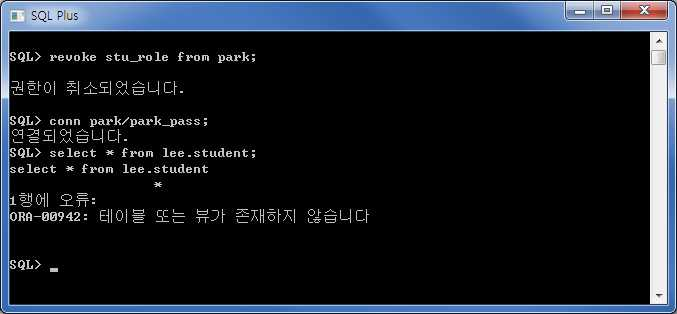 SQL Plus
SQL> revoke stu_role from park;
권한이 취소되었습니다.
SQL> conn park/park_pass;
연결되었습니다.
SQL> select * from lee.student;
select * from lee.student
*
1행에 오류:
ORA-00942: 테이블 또는 뷰가 존재하지 않습니다
SQL> _